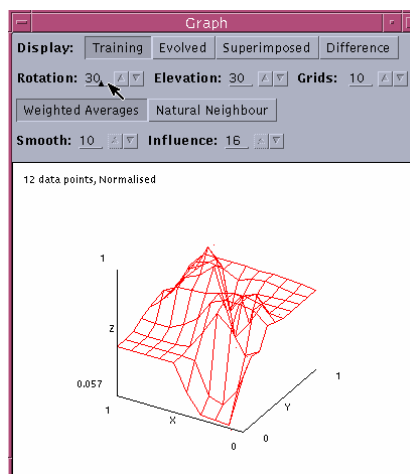 Graph
Display: Training Evolved Superimposed Difference
Rotation: 30 Elevation: 30 Grids: 10
Weighted Averages Natural Neighbour
Smooth: 10 Influence: 16
12 data points, Normalised
1
Z
0.057
1
X
0
0
Y
1